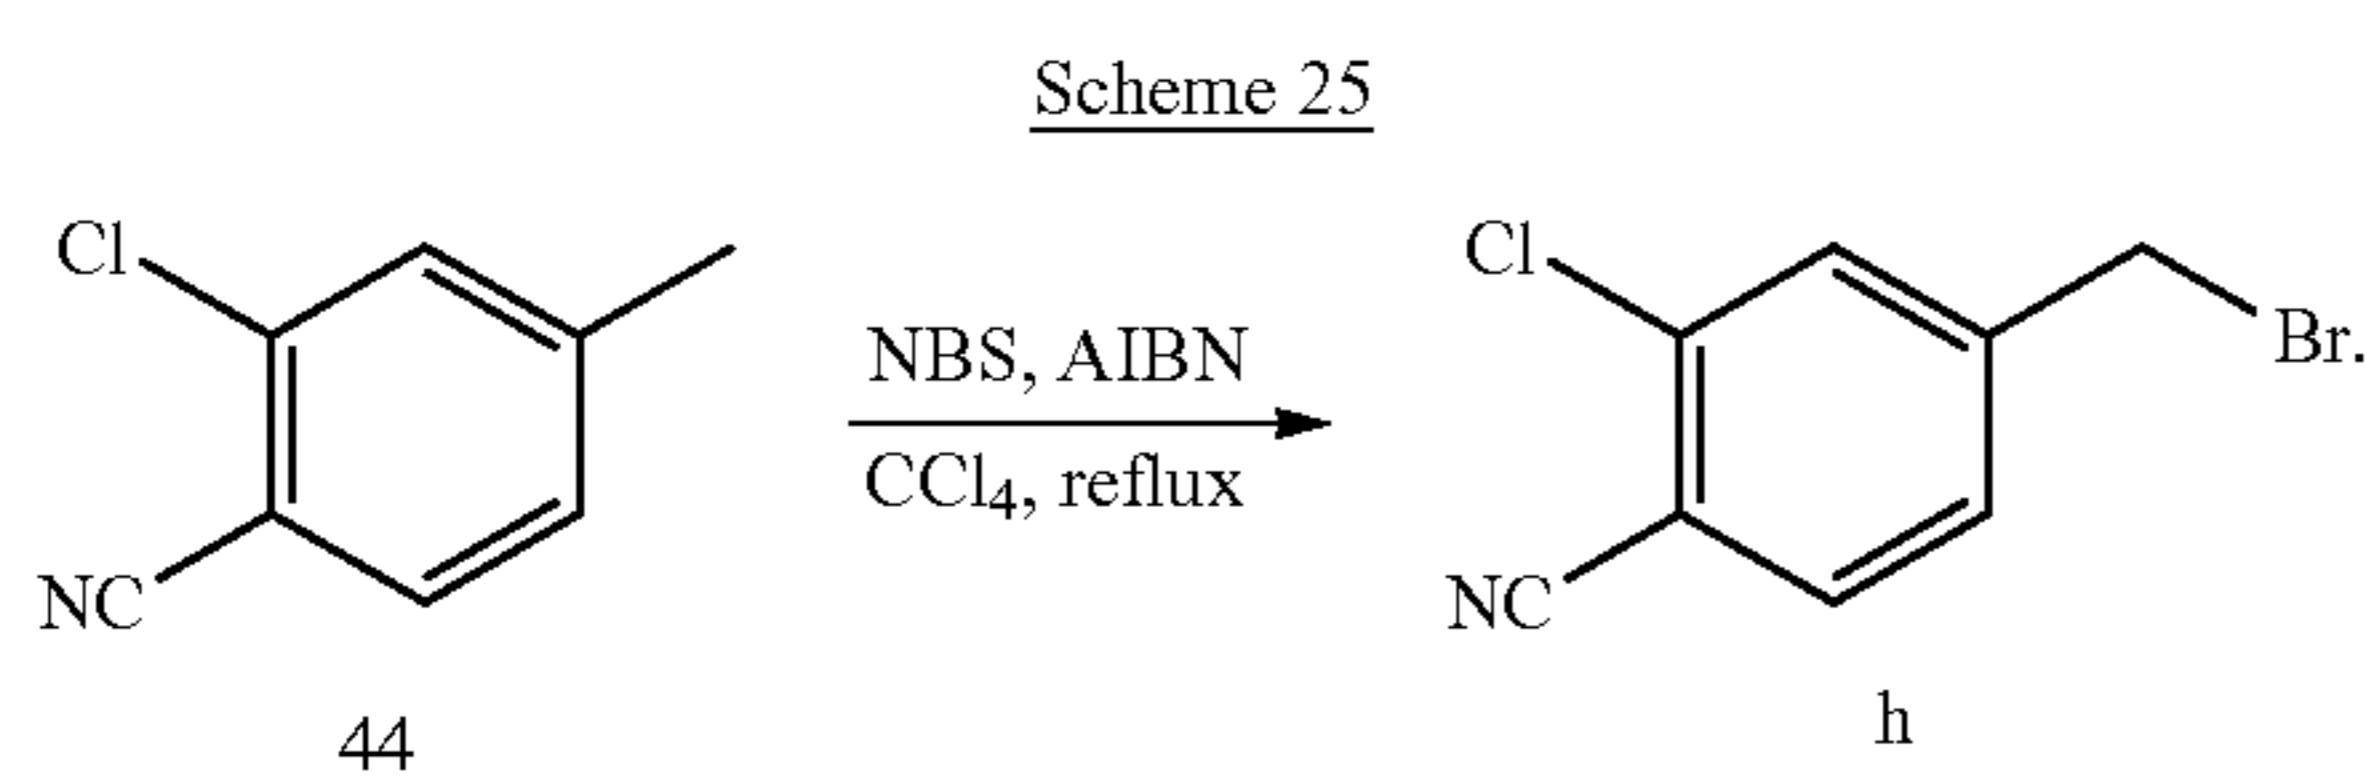 Scheme 25
Cl
NC
44
NBS, AIBN
CCl4, reflux
Cl
Br.
NC
h